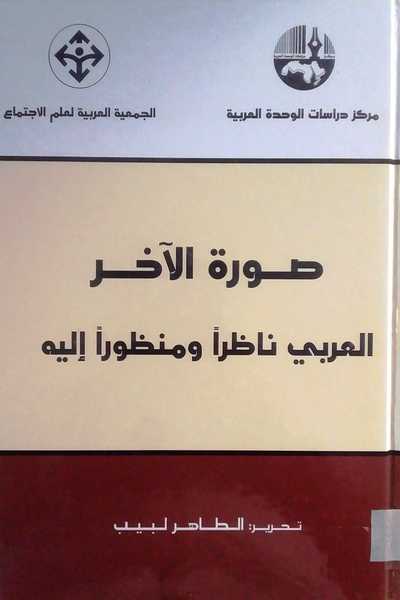 مركز دراسات الوحدة العربية
الجمعية العربية لعلم الاجتماع
صورة الآخر
العربي ناظراً ومنظوراً إليه
تحرير: الطاهر لبيب